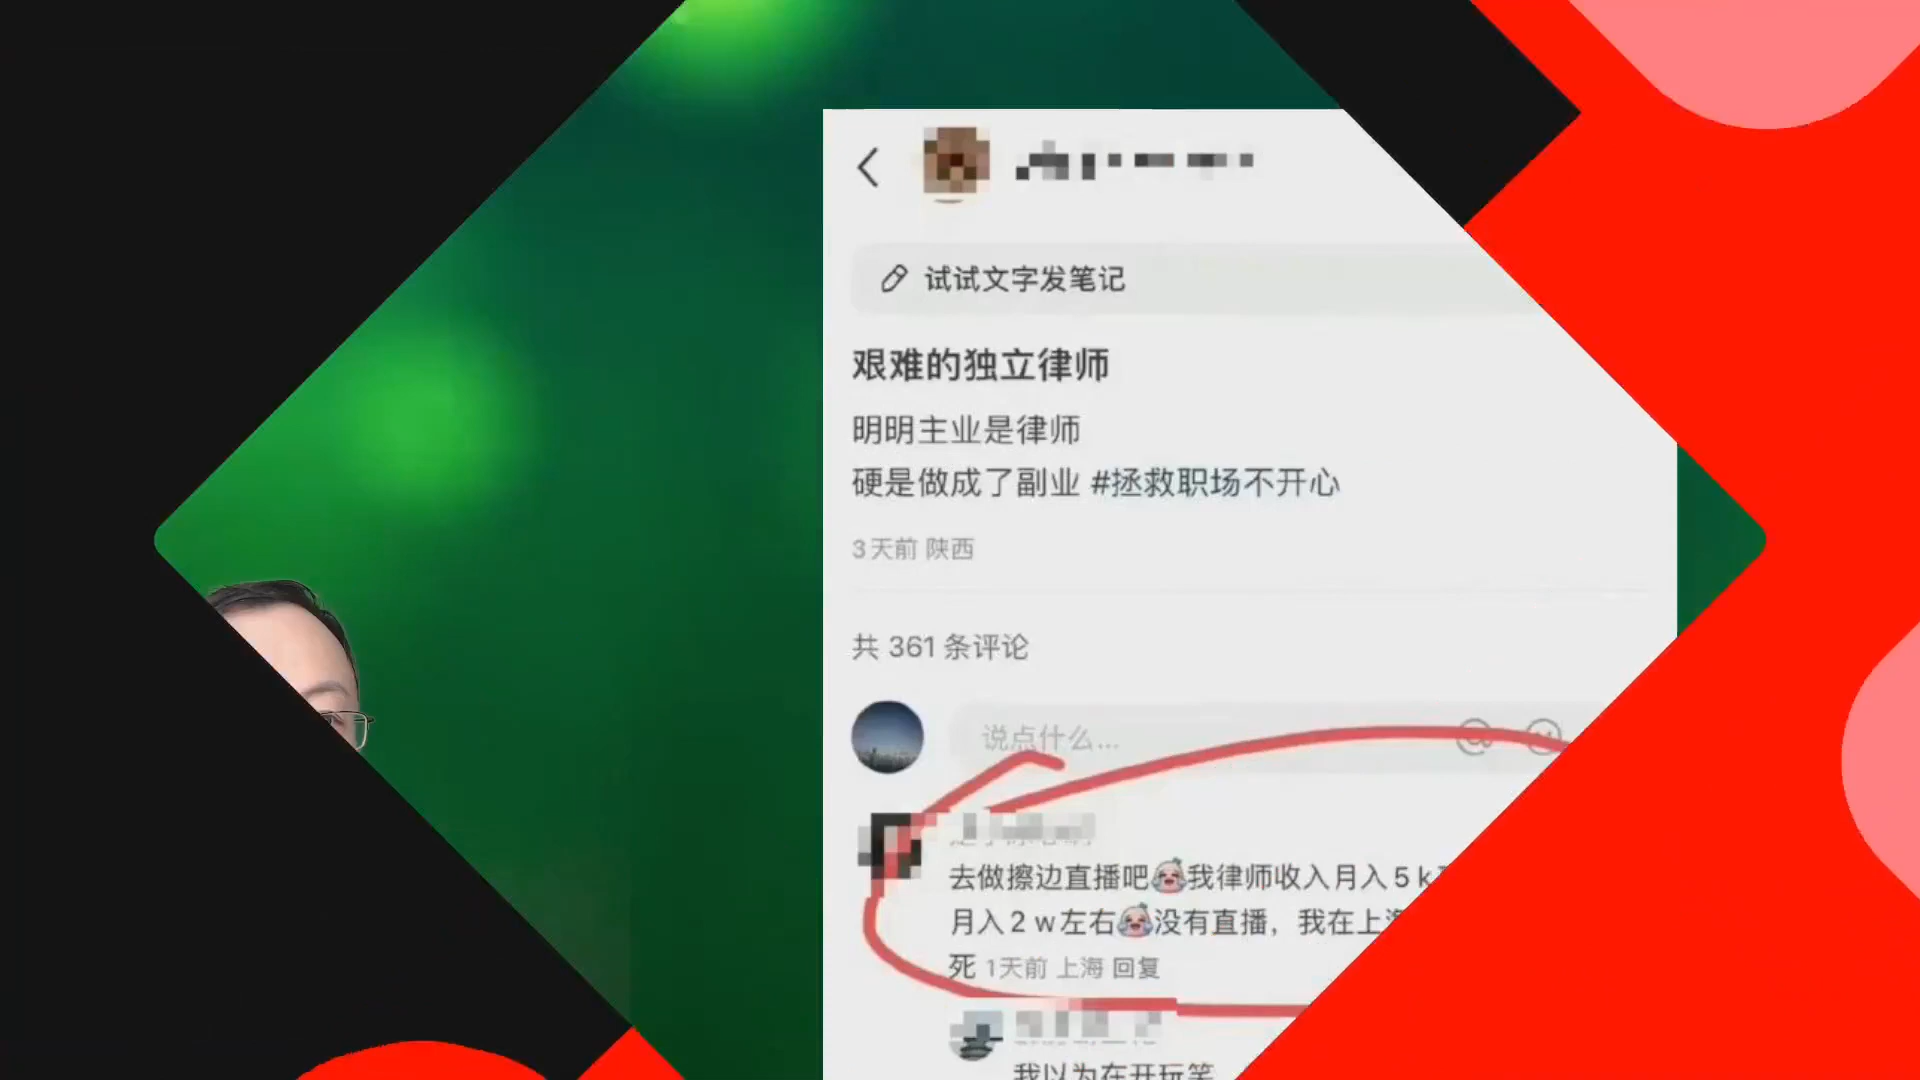 试试文字发笔记
艰难的独立律师
明明主业是律师
硬是做成了副业 #拯救职场不开心
3天前 陕西
共 361 条评论
说点什么...
去做擦边直播吧我律师收入月入5k
月入2w左右没有直播，我在上海
死 1天前 上海 回复
我以为在开玩笑